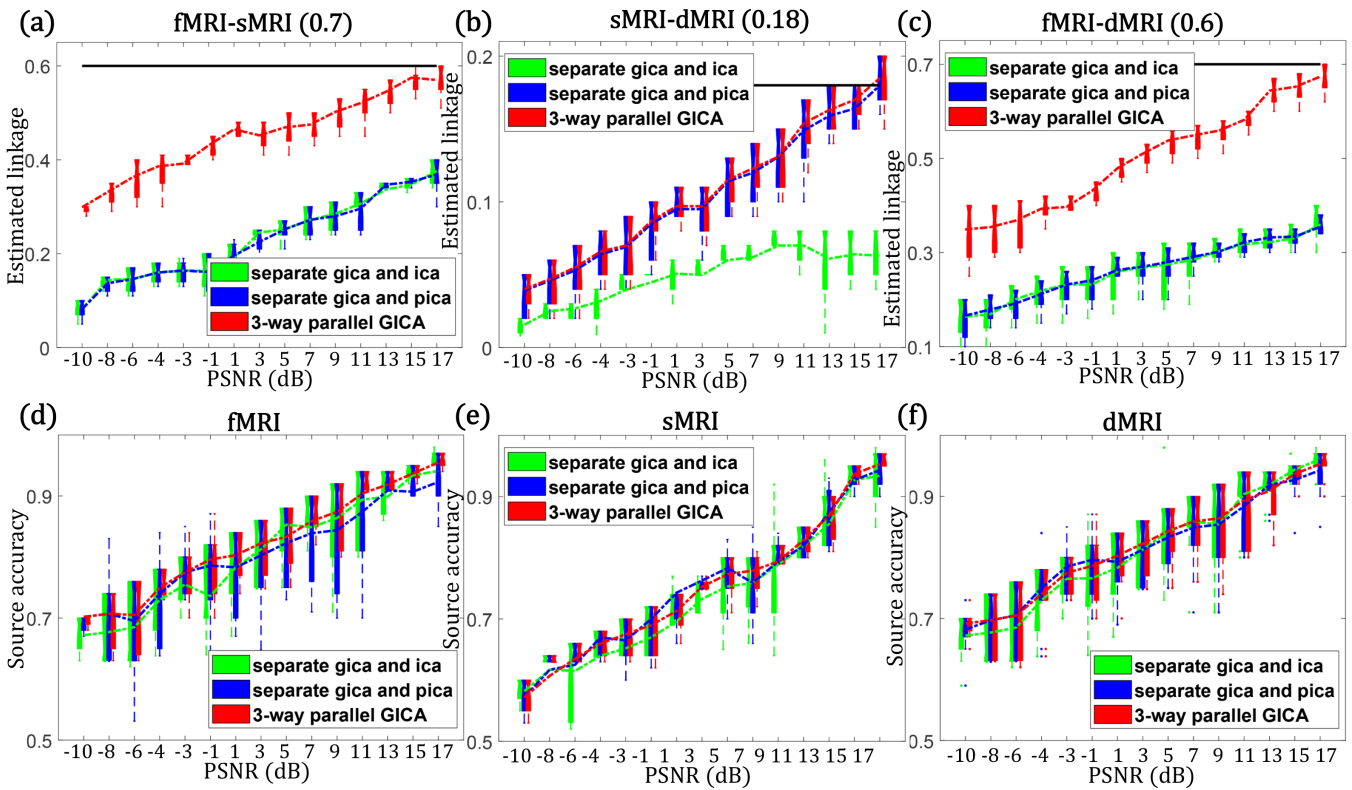 (a) fMRI-sMRI (0.7)
Estimated linkage
0.6
0.4
0.2
0
separate gica and ica
separate gica and pica
3-way parallel GICA
-10 -8 -6 -4 -3 -1 1 3 5 7 9 11 13 15 17
PSNR (dB)
(b) sMRI-dMRI (0.18)
Estimated linkage
0.2
0.1
0
separate gica and ica
separate gica and pica
3-way parallel GICA
-10 -8 -6 -4 -3 -1 1 3 5 7 9 11 13 15 17
PSNR (dB)
(c) fMRI-dMRI (0.6)
Estimated linkage
0.7
0.5
0.3
0.1
separate gica and ica
separate gica and pica
3-way parallel GICA
-10 -8 -6 -4 -3 -1 1 3 5 7 9 11 13 15 17
PSNR (dB)
(d) fMRI
Source accuracy
0.9
0.7
0.5
separate gica and ica
separate gica and pica
3-way parallel GICA
-10 -8 -6 -4 -3 -1 1 3 5 7 9 11 13 15 17
PSNR (dB)
(e) sMRI
Source accuracy
0.9
0.7
0.5
separate gica and ica
separate gica and pica
3-way parallel GICA
-10 -8 -6 -4 -3 -1 1 3 5 7 9 11 13 15 17
PSNR (dB)
(f) dMRI
Source accuracy
0.9
0.7
0.5
separate gica and ica
separate gica and pica
3-way parallel GICA
-10 -8 -6 -4 -3 -1 1 3 5 7 9 11 13 15 17
PSNR (dB)